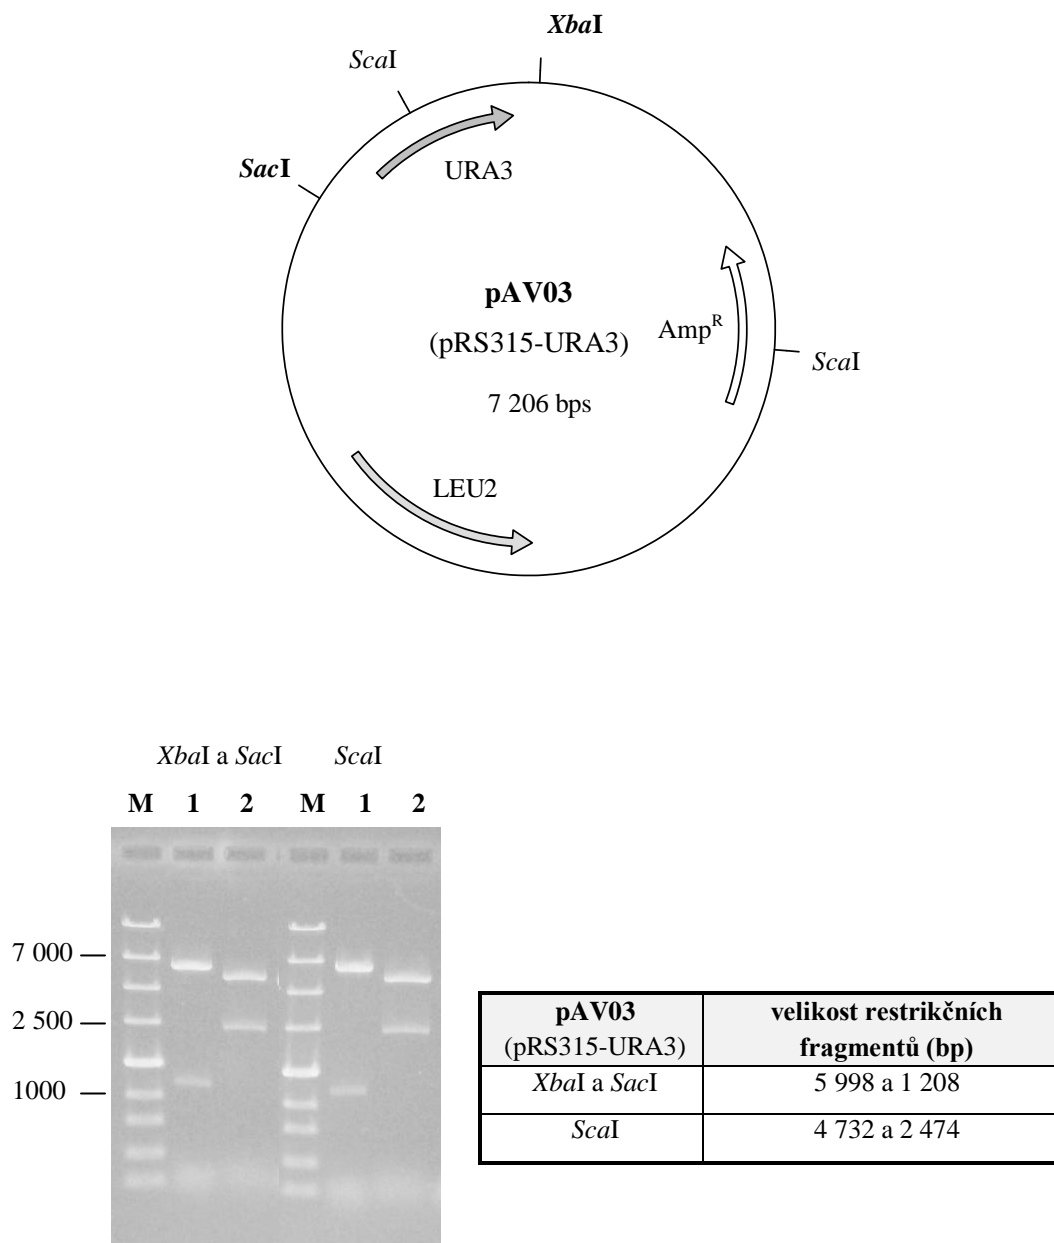 XbaI
ScaI
SacI
URA3
pAV03
(pRS315-URA3)
7 206 bps
Amp^R
ScaI
LEU2
XbaI a SacI ScaI
M 1 2 M 1 2
7 000
2 500
1000
pAV03
(pRS315-URA3)
velikost restrikčních
fragmentů (bp)
XbaI a SacI 5 998 a 1 208
ScaI 4 732 a 2 474